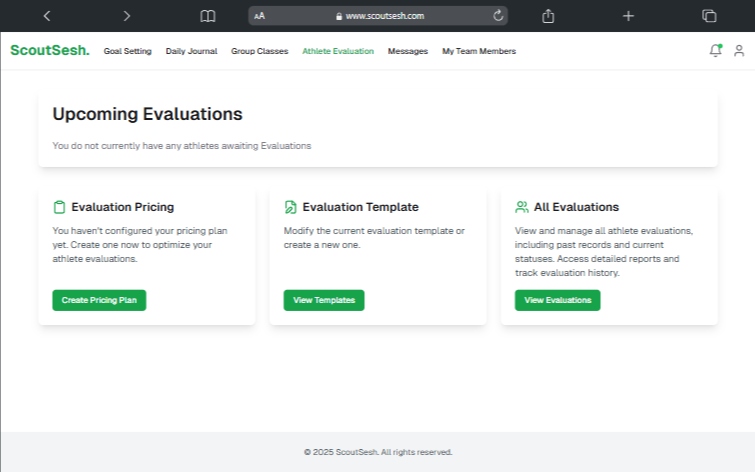 AA www.scoutsesh.com
ScoutSesh. Goal Setting Daily Journal Group Classes Athlete Evaluation Messages My Team Members
Upcoming Evaluations
You do not currently have any athletes awaiting Evaluations
Evaluation Pricing
You haven't configured your pricing plan
yet. Create one now to optimize your
athlete evaluations.
Create Pricing Plan
Evaluation Template
Modify the current evaluation template or
create a new one.
View Templates
All Evaluations
View and manage all athlete evaluations,
including past records and current
statuses. Access detailed reports and
track evaluation history.
View Evaluations
© 2025 ScoutSesh. All rights reserved.